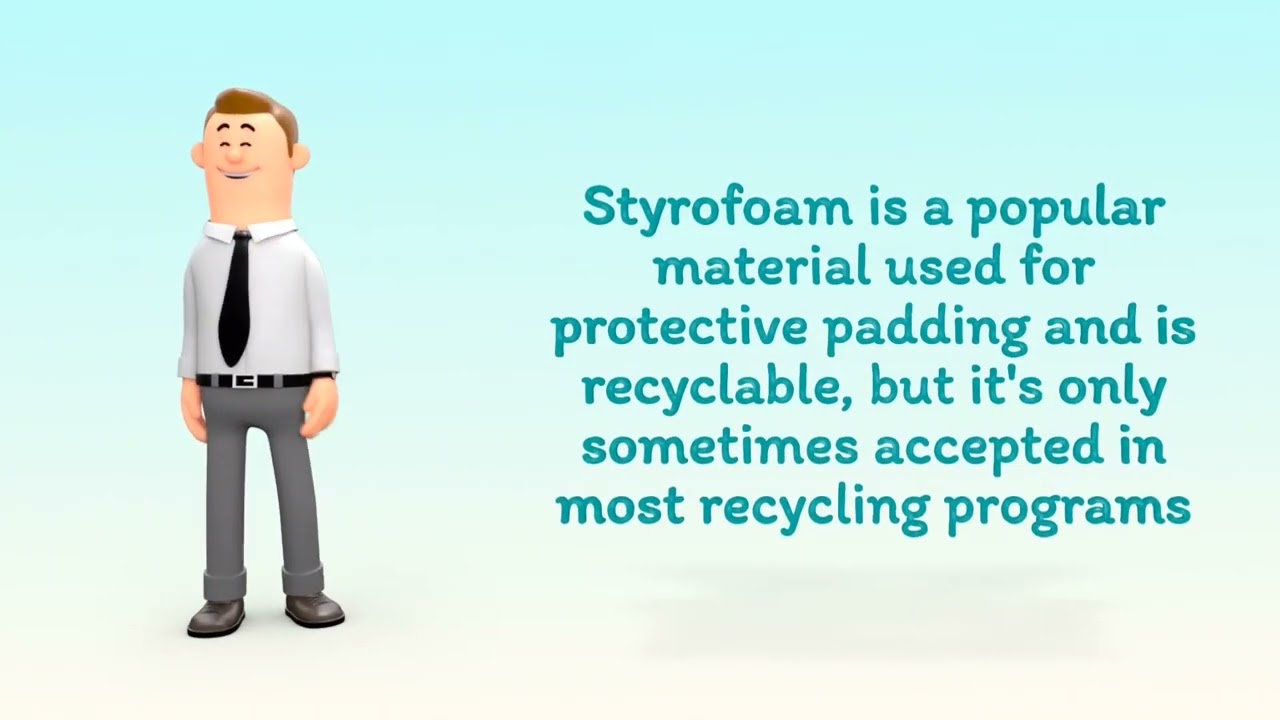 Styrofoam is a popular
material used for
protective padding and is
recyclable, but it's only
sometimes accepted in
most recycling programs